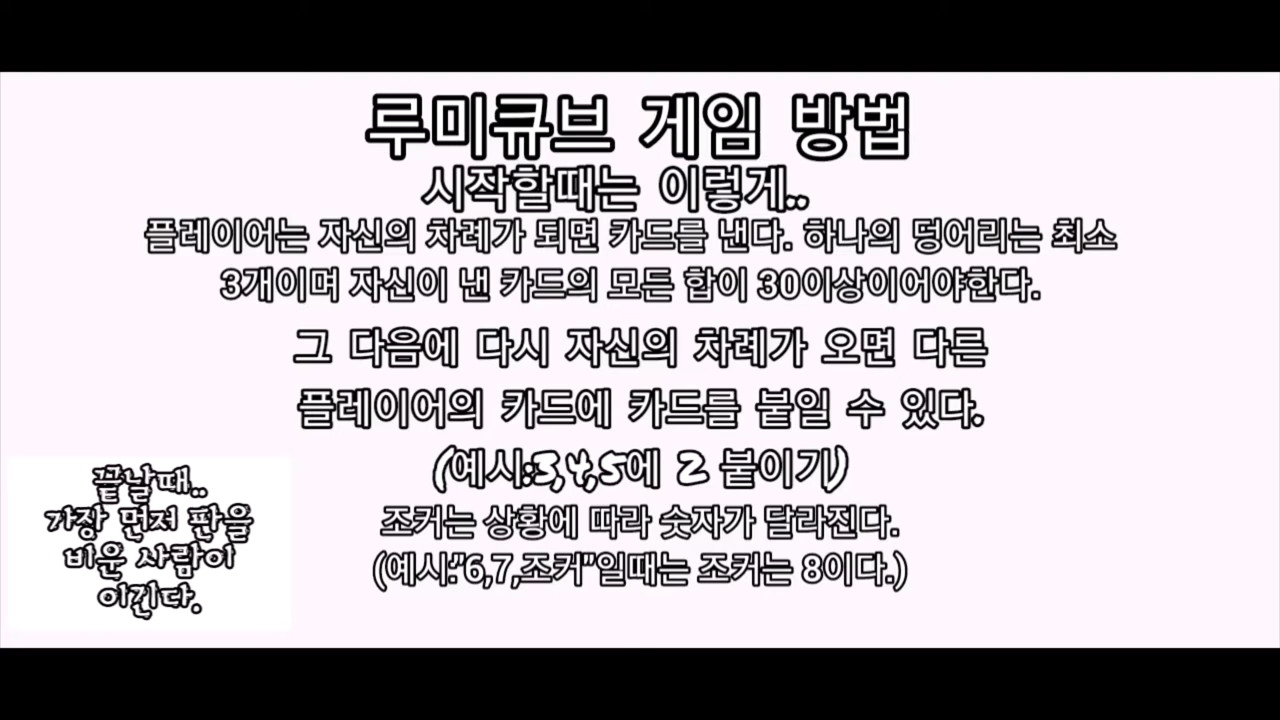 루미큐브 게임 방법
시작할때는 이렇게..
플레이어는 자신의 차례가 되면 카드를 낸다. 하나의 덩어리는 최소
3개이며 자신이 낸 카드의 모든 합이 30이상이어야한다.
그 다음에 다시 자신의 차례가 오면 다른
플레이어의 카드에 카드를 붙일 수 있다.
(예시:3,4,5에 2 붙이기)
조커는 상황에 따라 숫자가 달라진다.
(예시:"6,7,조커"일때는 조커는 8이다.)
끝날때..
가장 먼저 판을
비운 사람이
이긴다.